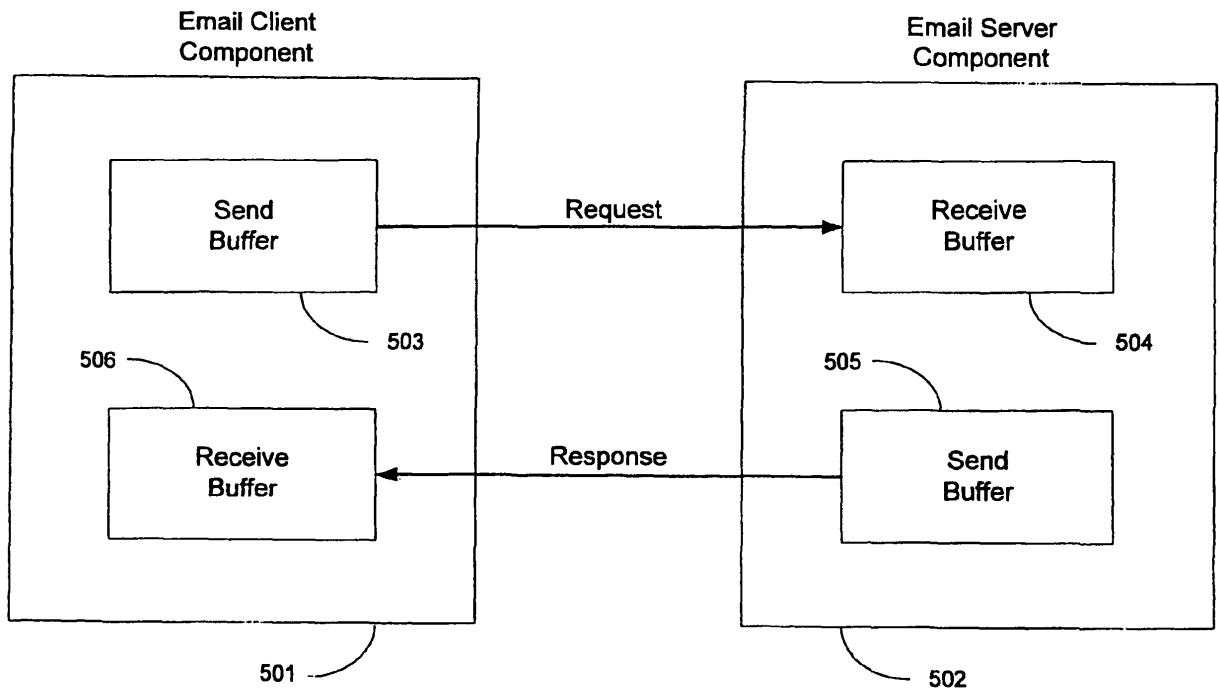 Email Client
Component
Email Server
Component
Send
Buffer
Request
Receive
Buffer
503
504
506
505
Receive
Buffer
Response
Send
Buffer
501
502